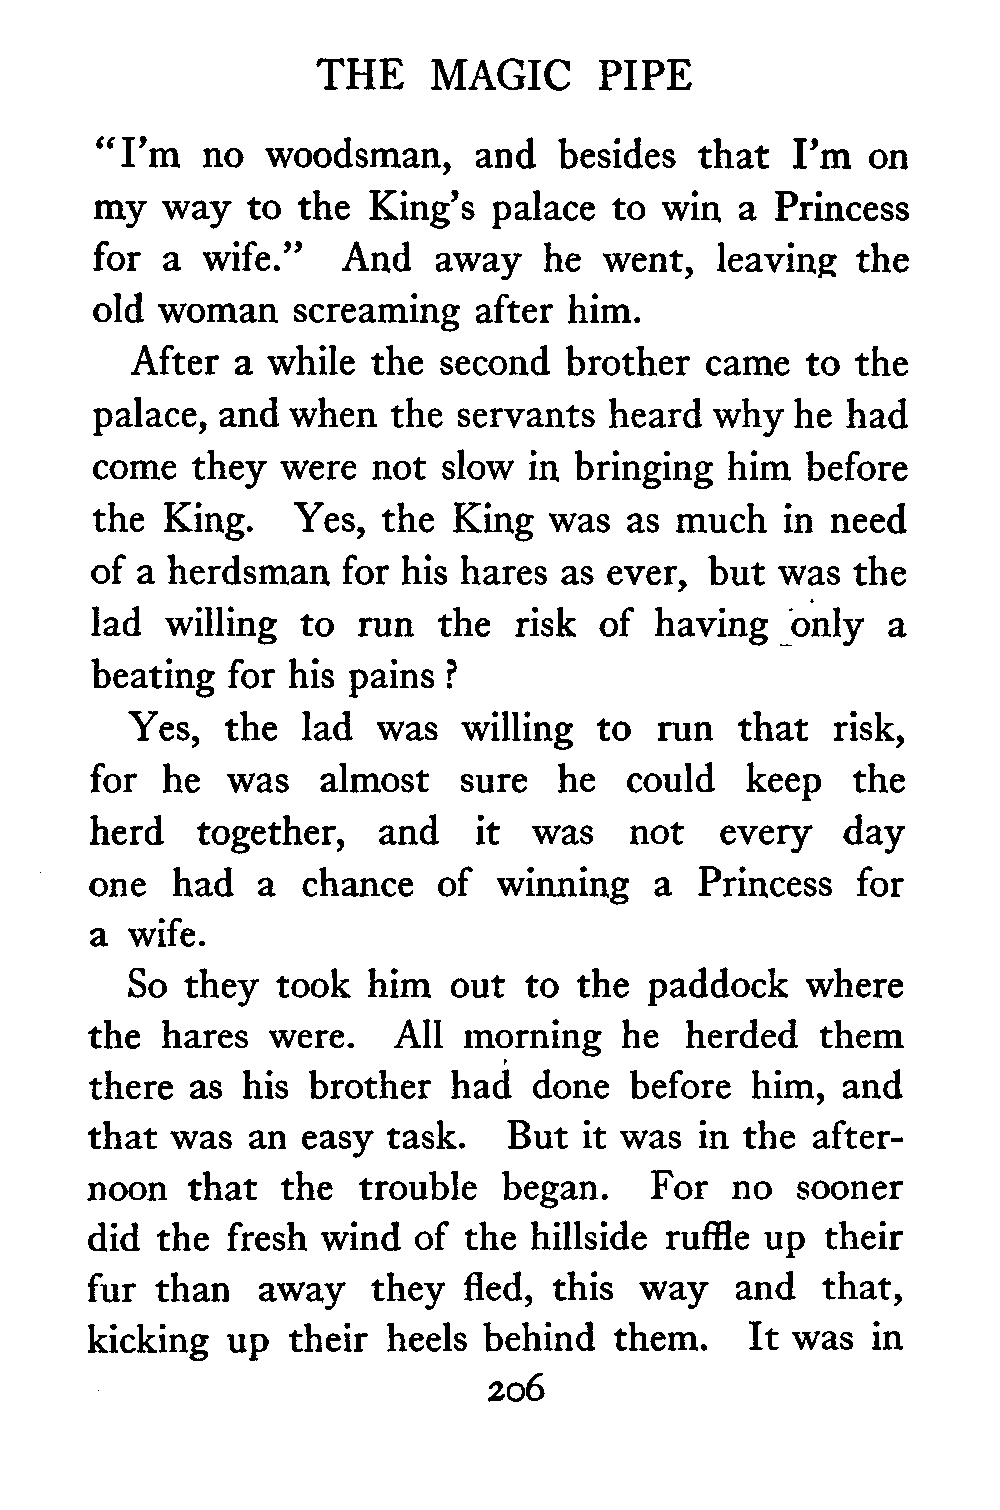 THE MAGIC PIPE
“I’m no woodsman, and besides that I’m on
my way to the King’s palace to win a Princess
for a wife.” And away he went, leaving the
old woman screaming after him.
After a while the second brother came to the
palace, and when the servants heard why he had
come they were not slow in bringing him before
the King. Yes, the King was as much in need
of a herdsman for his hares as ever, but was the
lad willing to run the risk of having only a
beating for his pains ?
Yes, the lad was willing to run that risk,
for he was almost sure he could keep the
herd together, and it was not every day
one had a chance of winning a Princess for
a wife.
So they took him out to the paddock where
the hares were. All morning he herded them
there as his brother had done before him, and
that was an easy task. But it was in the after-
noon that the trouble began. For no sooner
did the fresh wind of the hillside ruffle up their
fur than away they fled, this way and that,
kicking up their heels behind them. It was in
206